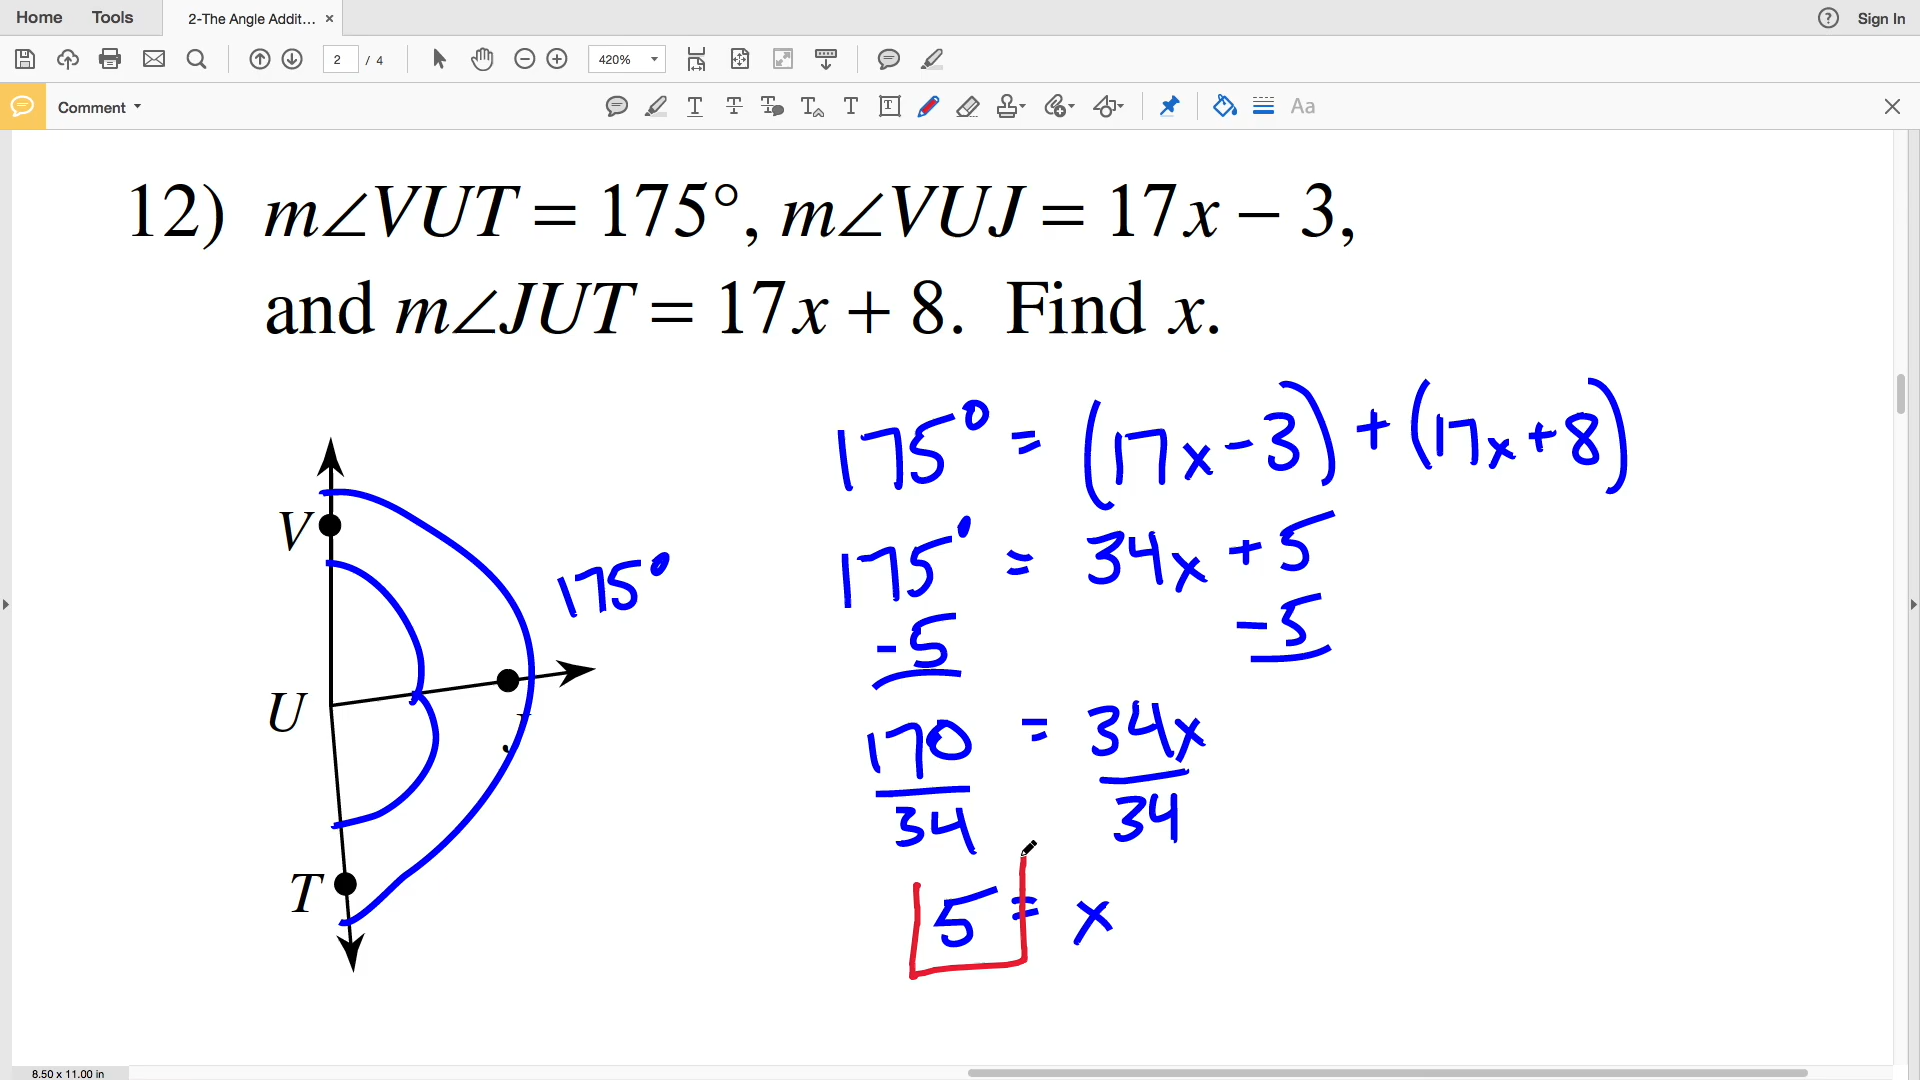 Home Tools 2-The Angle Addit... × ? Sign In
2 / 4 420%
Comment Aa
12) m∠VUT = 175°, m∠VUJ = 17x − 3,
and m∠JUT = 17x + 8. Find x.
175° = (17x-3) + (17x+8)
V
175°
175° = 34x + 5
-5 -5
U
170 = 34x
34 34
T
5 = x
8.50 x 11.00 in